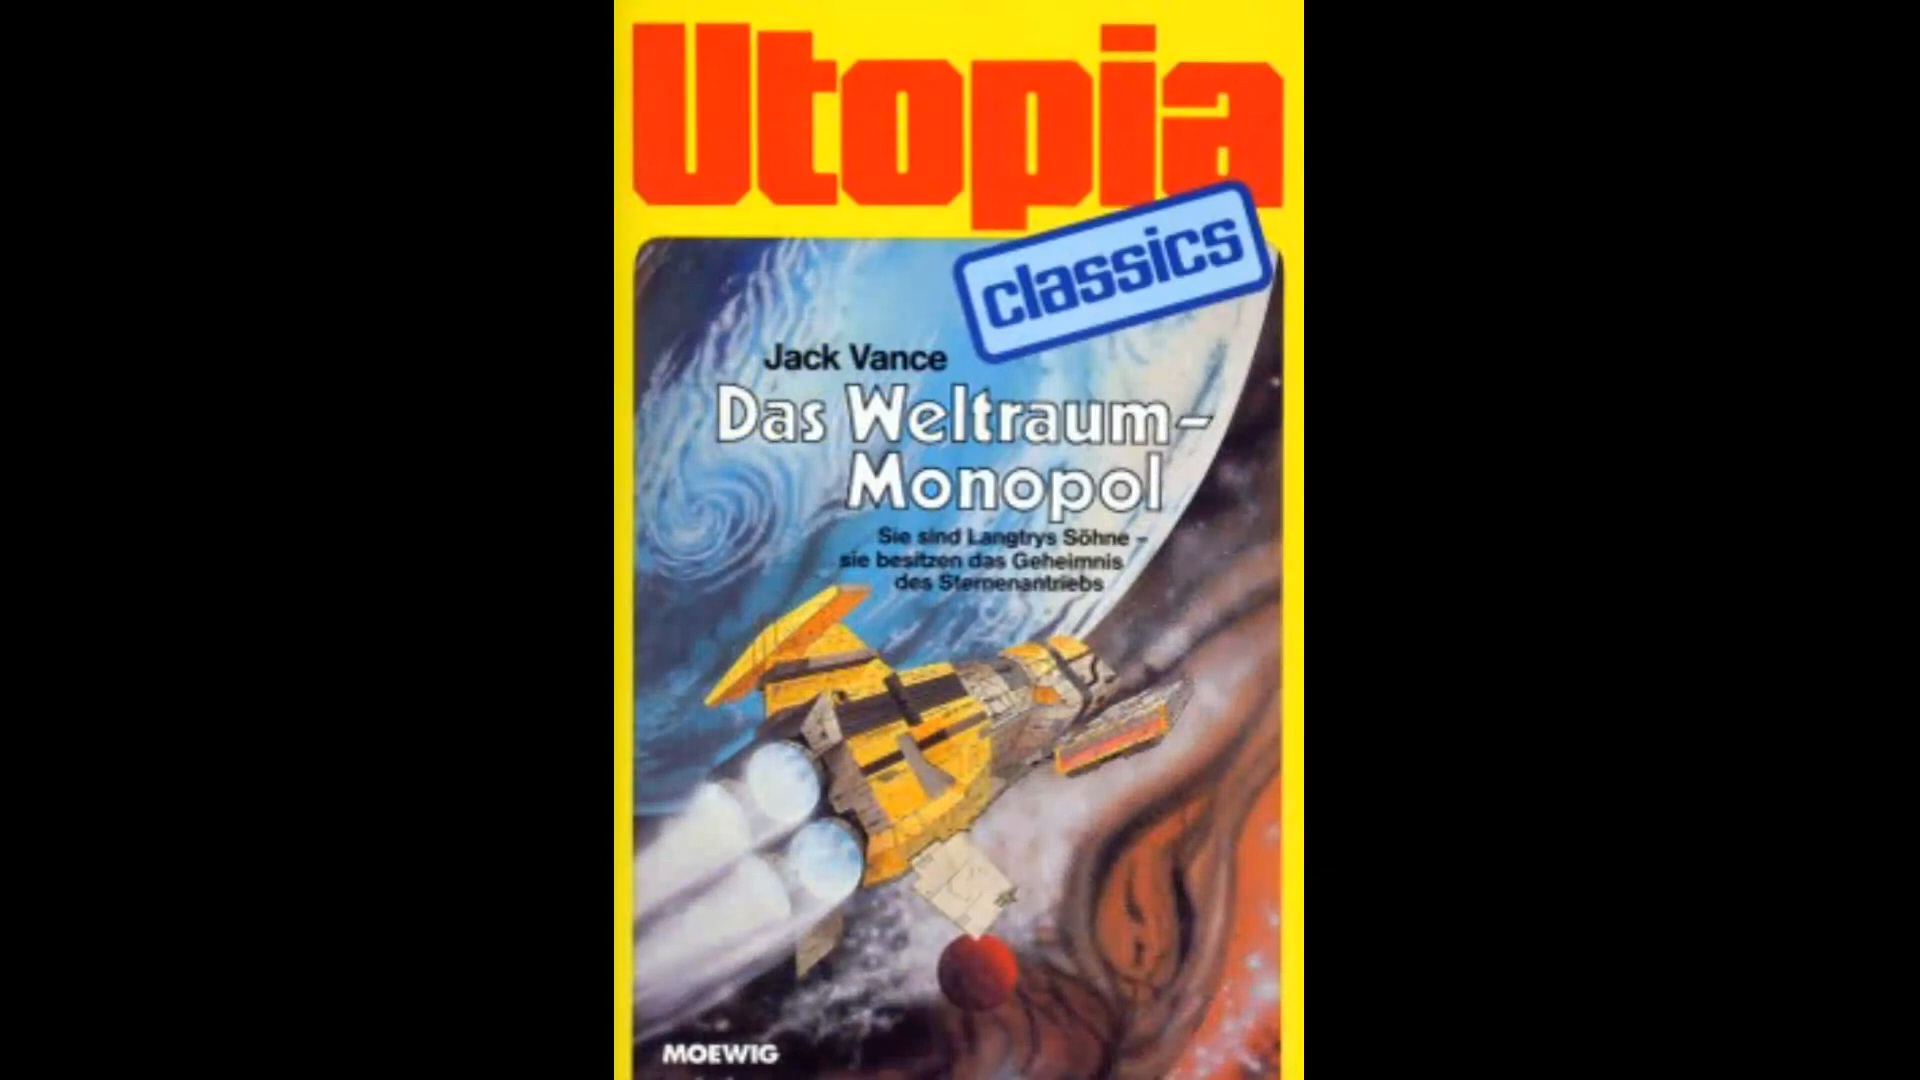 Utopia
classics
Jack Vance
Das Weltraum-
Monopol
Sie sind Langtrys Söhne -
sie besitzen das Geheimnis
des Sternenantriebs
MOEWIG